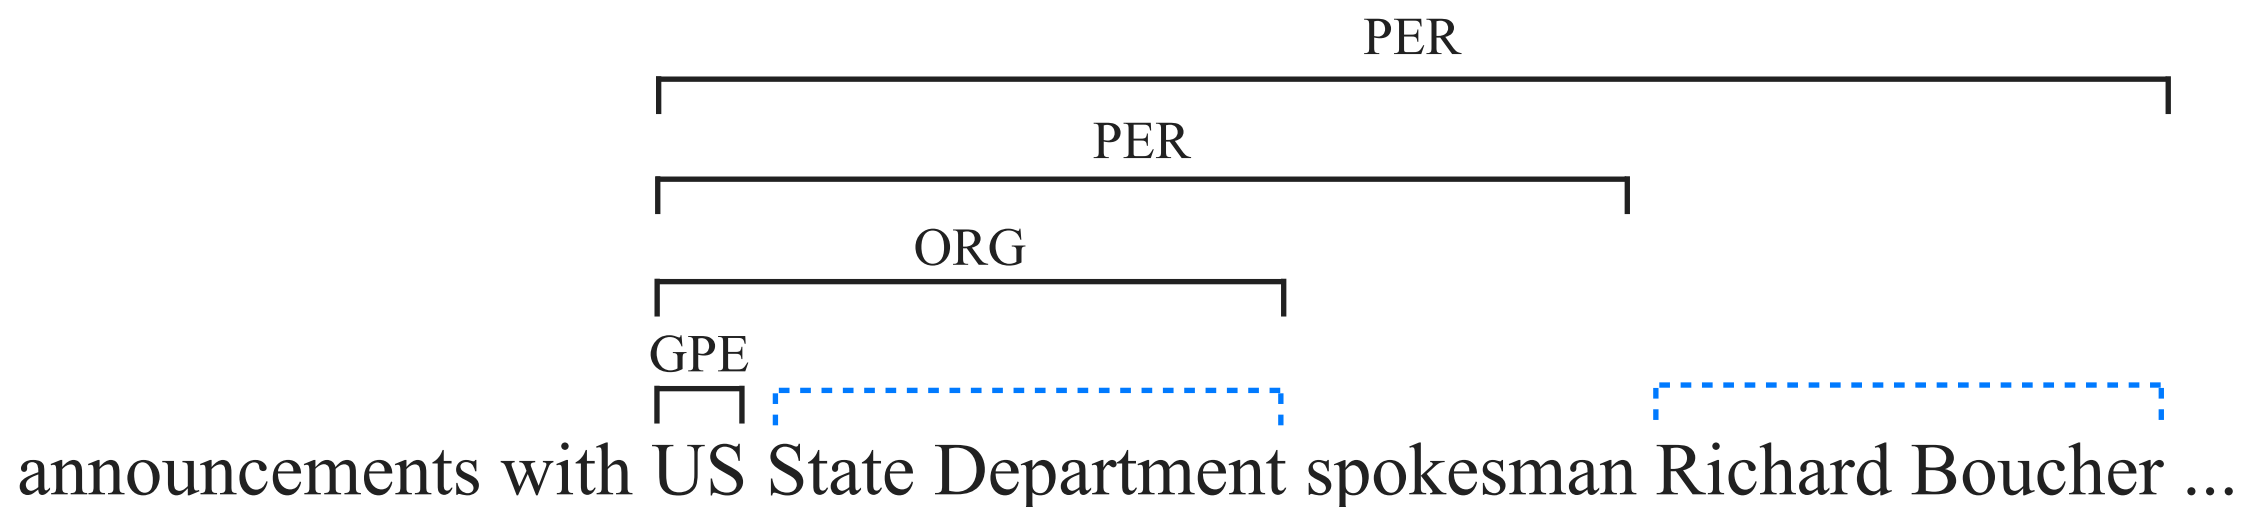 PER
PER
ORG
GPE
announcements with US State Department spokesman Richard Boucher ...